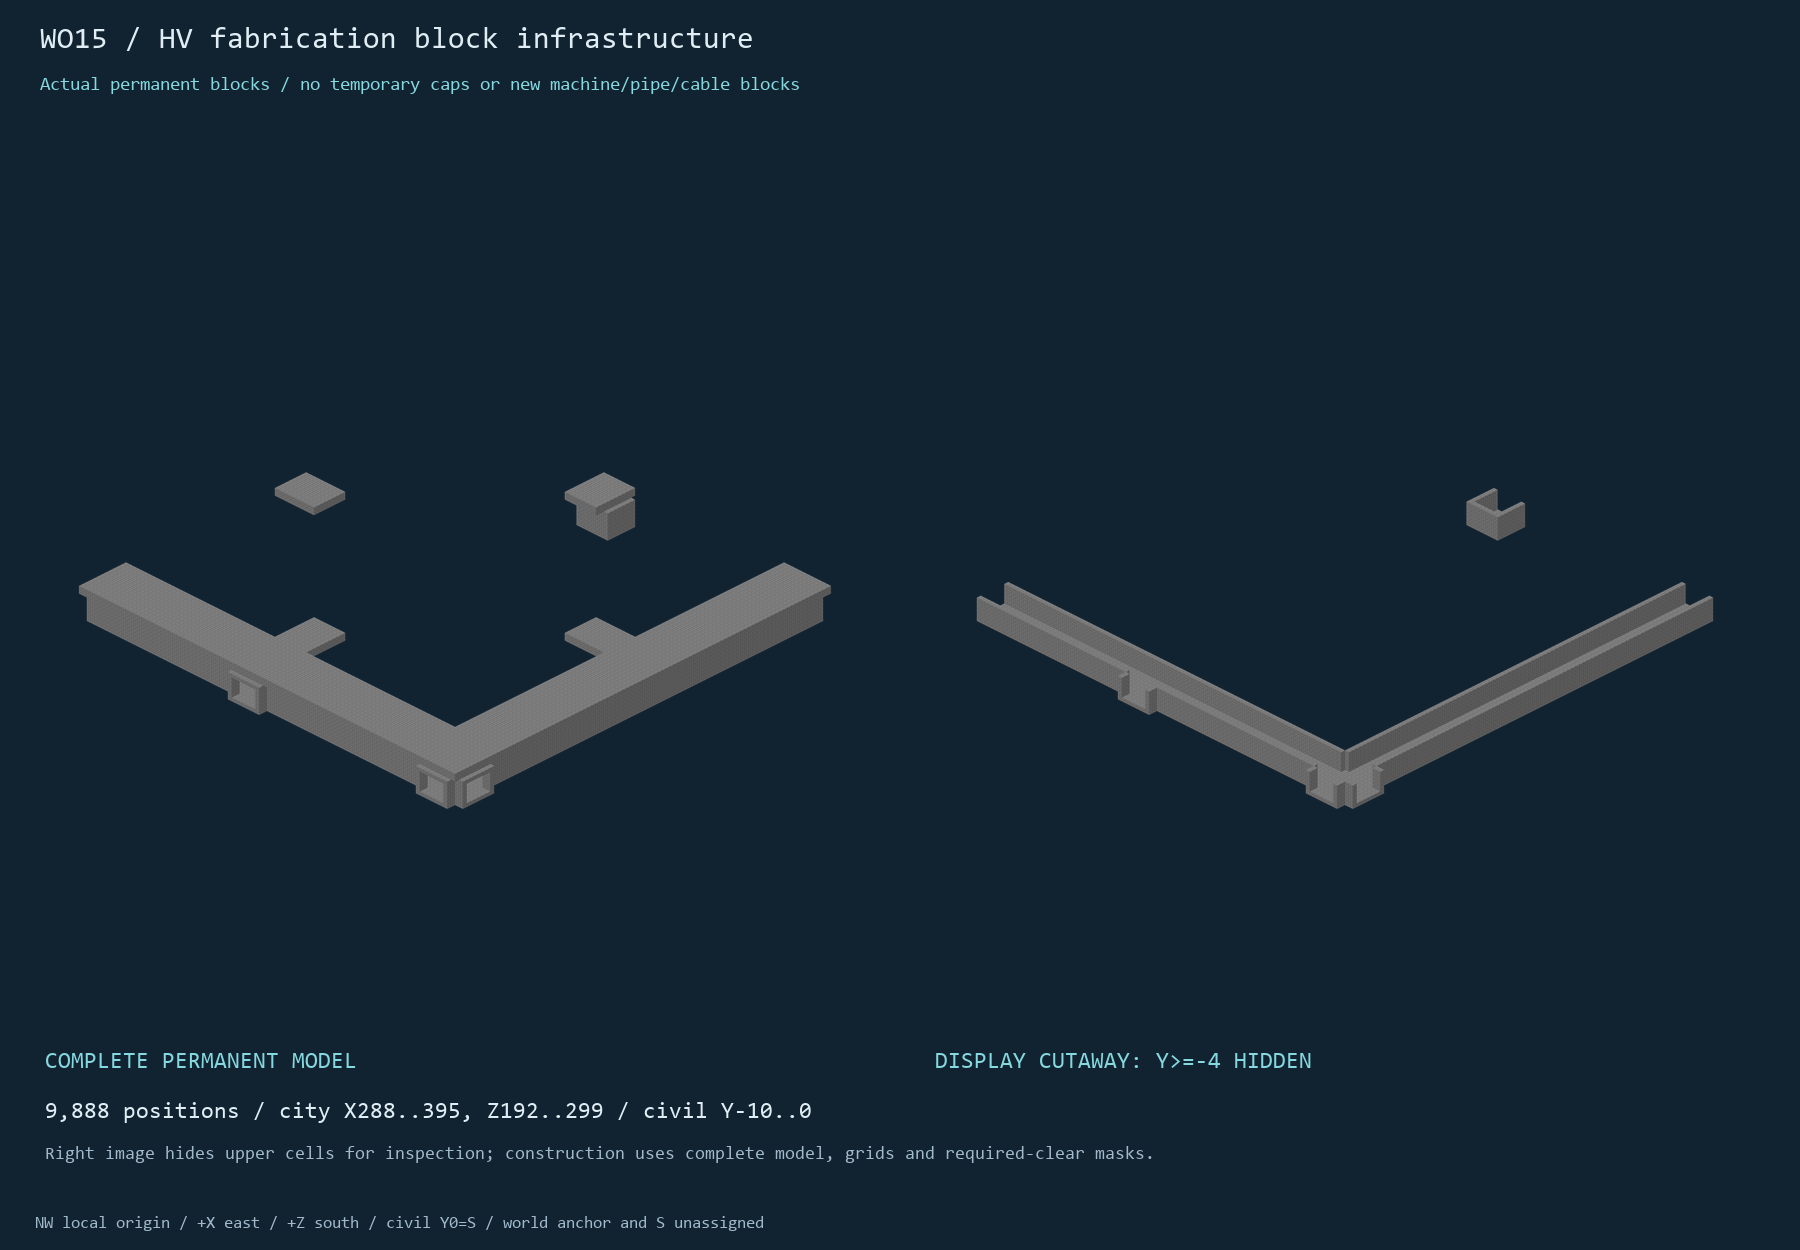 WO15 / HV fabrication block infrastructure
Actual permanent blocks / no temporary caps or new machine/pipe/cable blocks
COMPLETE PERMANENT MODEL
DISPLAY CUTAWAY: Y>=-4 HIDDEN
9,888 positions / city X288..395, Z192..299 / civil Y-10..0
Right image hides upper cells for inspection; construction uses complete model, grids and required-clear masks.
NW local origin / +X east / +Z south / civil Y0=S / world anchor and S unassigned